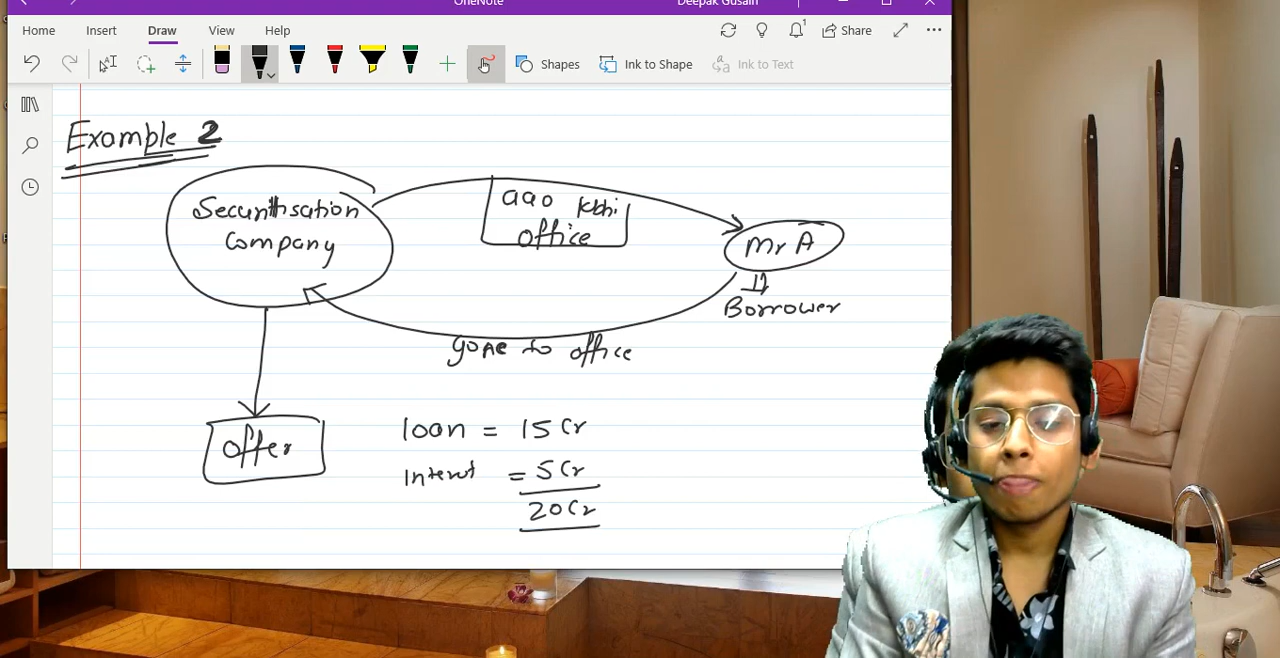 OneNote
Deepak Gusain
Home Insert Draw View Help
Share
Shapes
Ink to Shape
Ink to Text
Example 2
Securitisation
Company
aao kbhi
office
Mr A
Borrower
gone to office
offer
loan = 15 Cr
Interest = 5 Cr
20 Cr